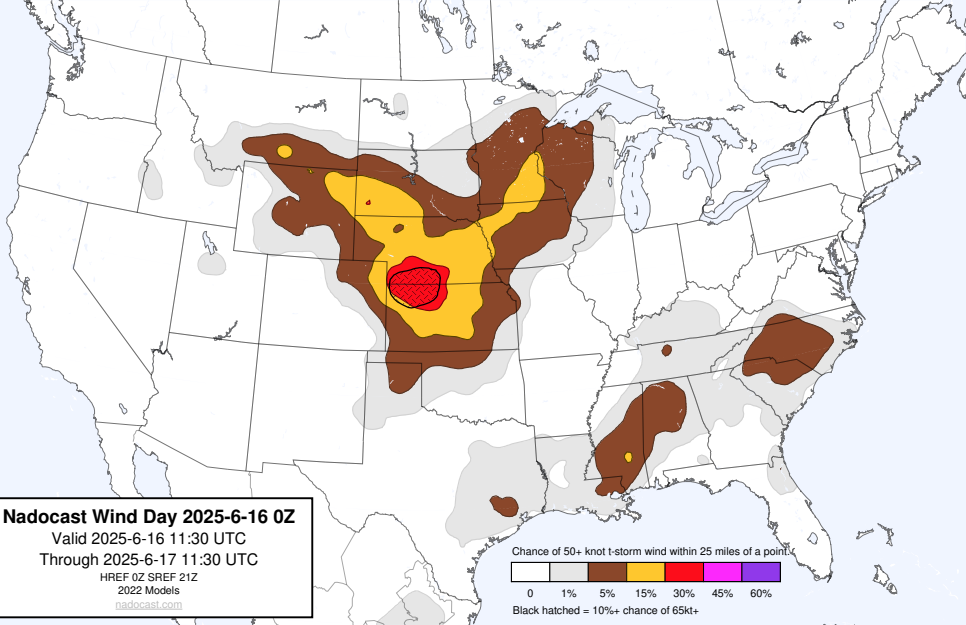 Nadocast Wind Day 2025-6-16 0Z
Valid 2025-6-16 11:30 UTC
Through 2025-6-17 11:30 UTC
HREF 0Z SREF 21Z
2022 Models
nadocast.com
Chance of 50+ knot t-storm wind within 25 miles of a point.
0 1% 5% 15% 30% 45% 60%
Black hatched = 10%+ chance of 65kt+